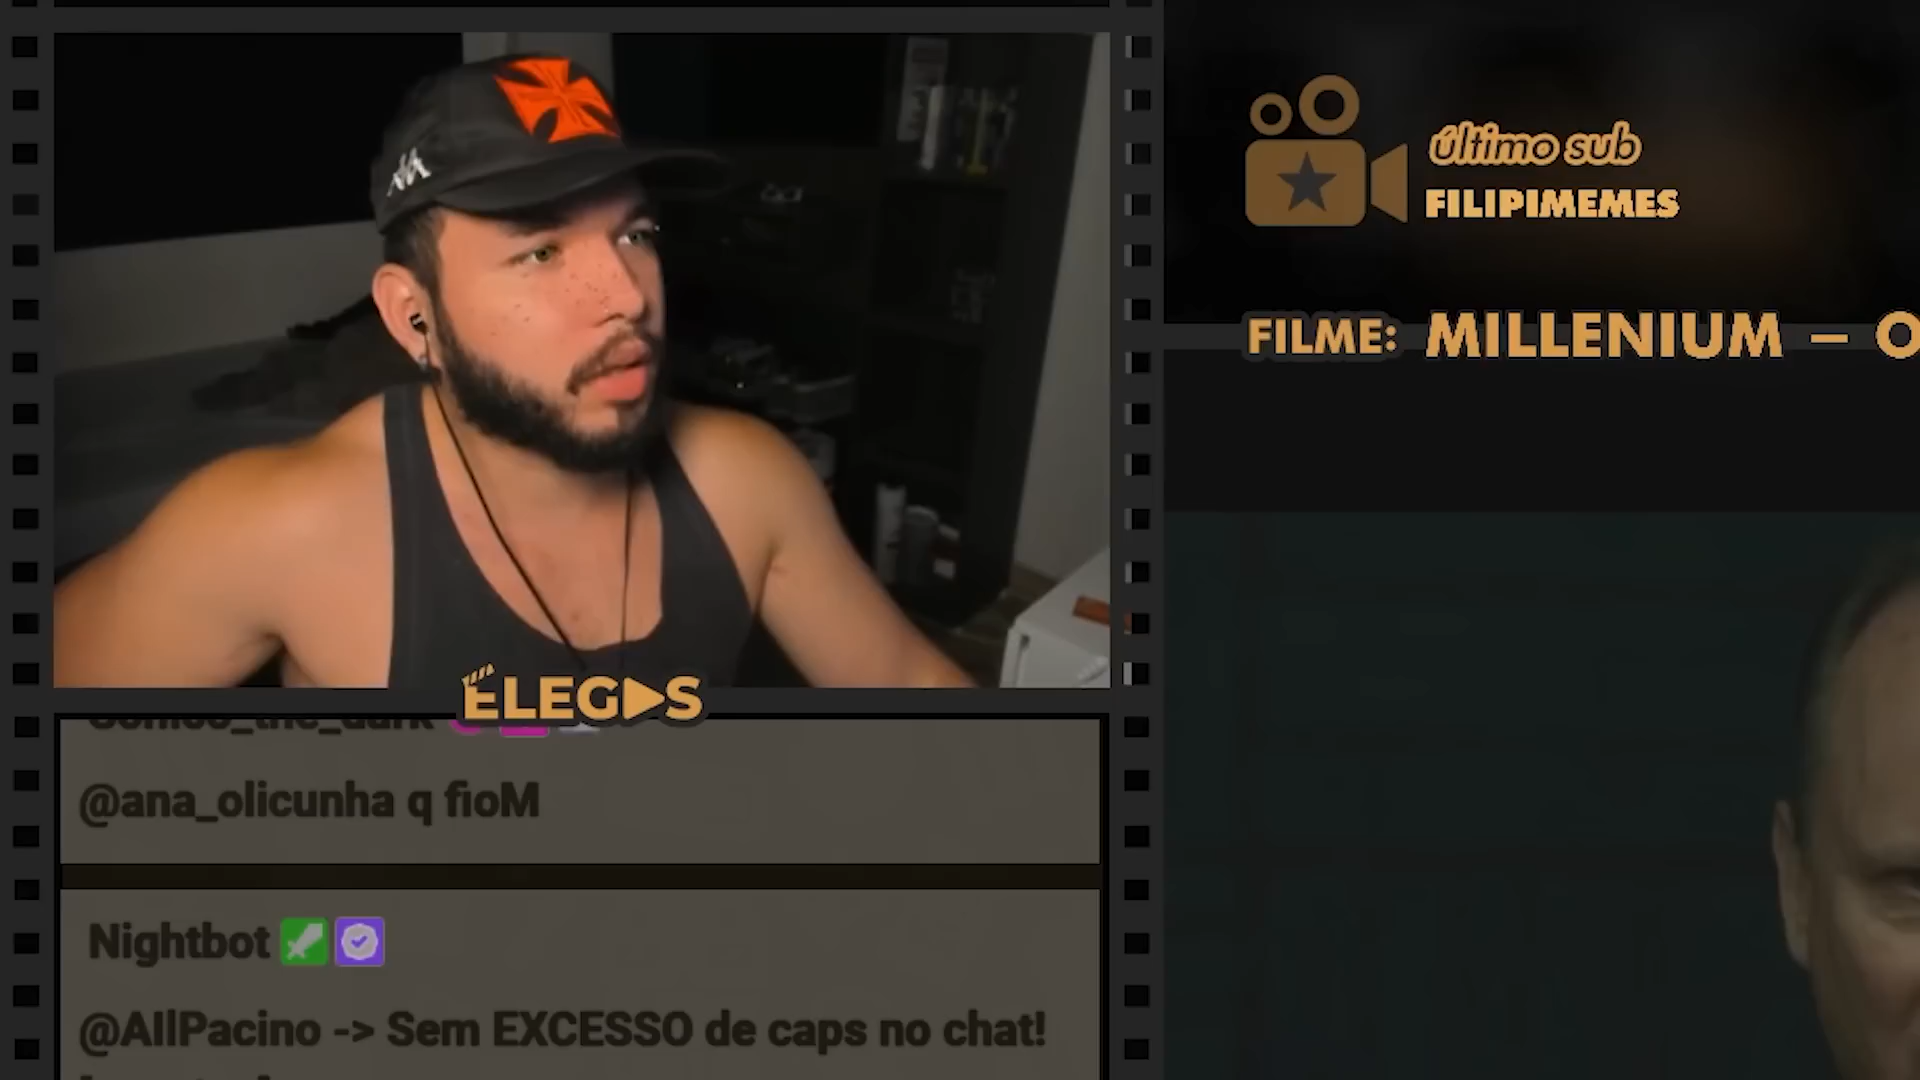 último sub
FILIPIMEMES
FILME: MILLENIUM – O
ELEGOS
@ana_olicunha q fioM
Nightbot
@AllPacino -> Sem EXCESSO de caps no chat!